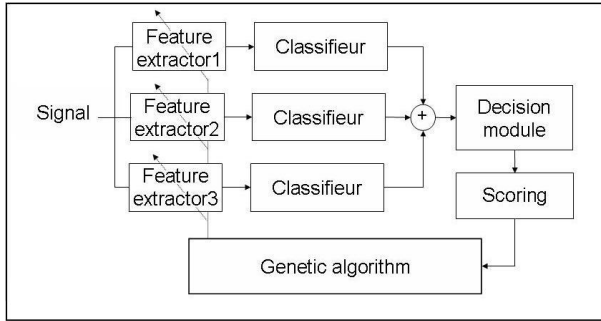 Feature
extractor1
Classifieur
Signal
Feature
extractor2
Classifieur
+
Decision
module
Feature
extractor3
Classifieur
Scoring
Genetic algorithm